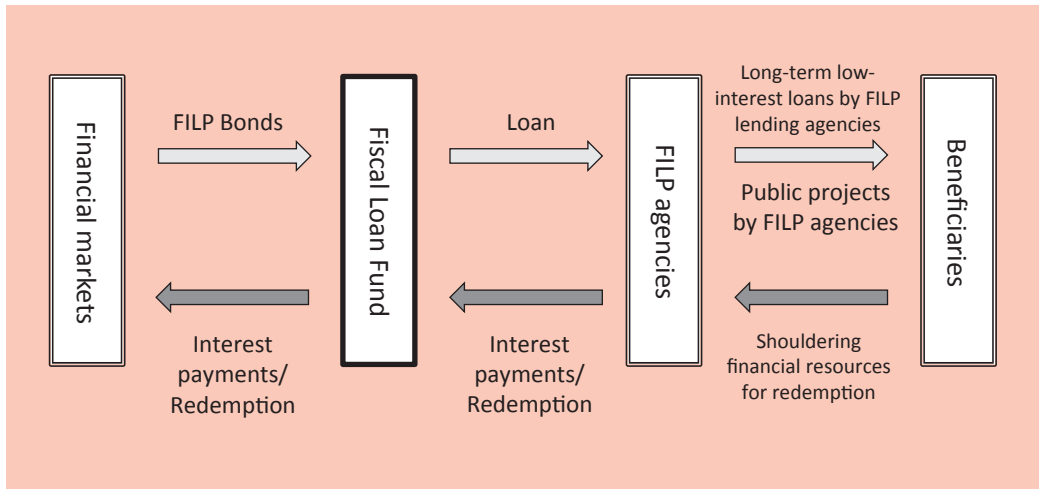 Financial markets
FILP Bonds
Interest
payments/
Redemption
Fiscal Loan Fund
Loan
Interest
payments/
Redemption
FILP agencies
Long-term low-
interest loans by FILP
lending agencies
Public projects
by FILP agencies
Shouldering
financial resources
for redemption
Beneficiaries